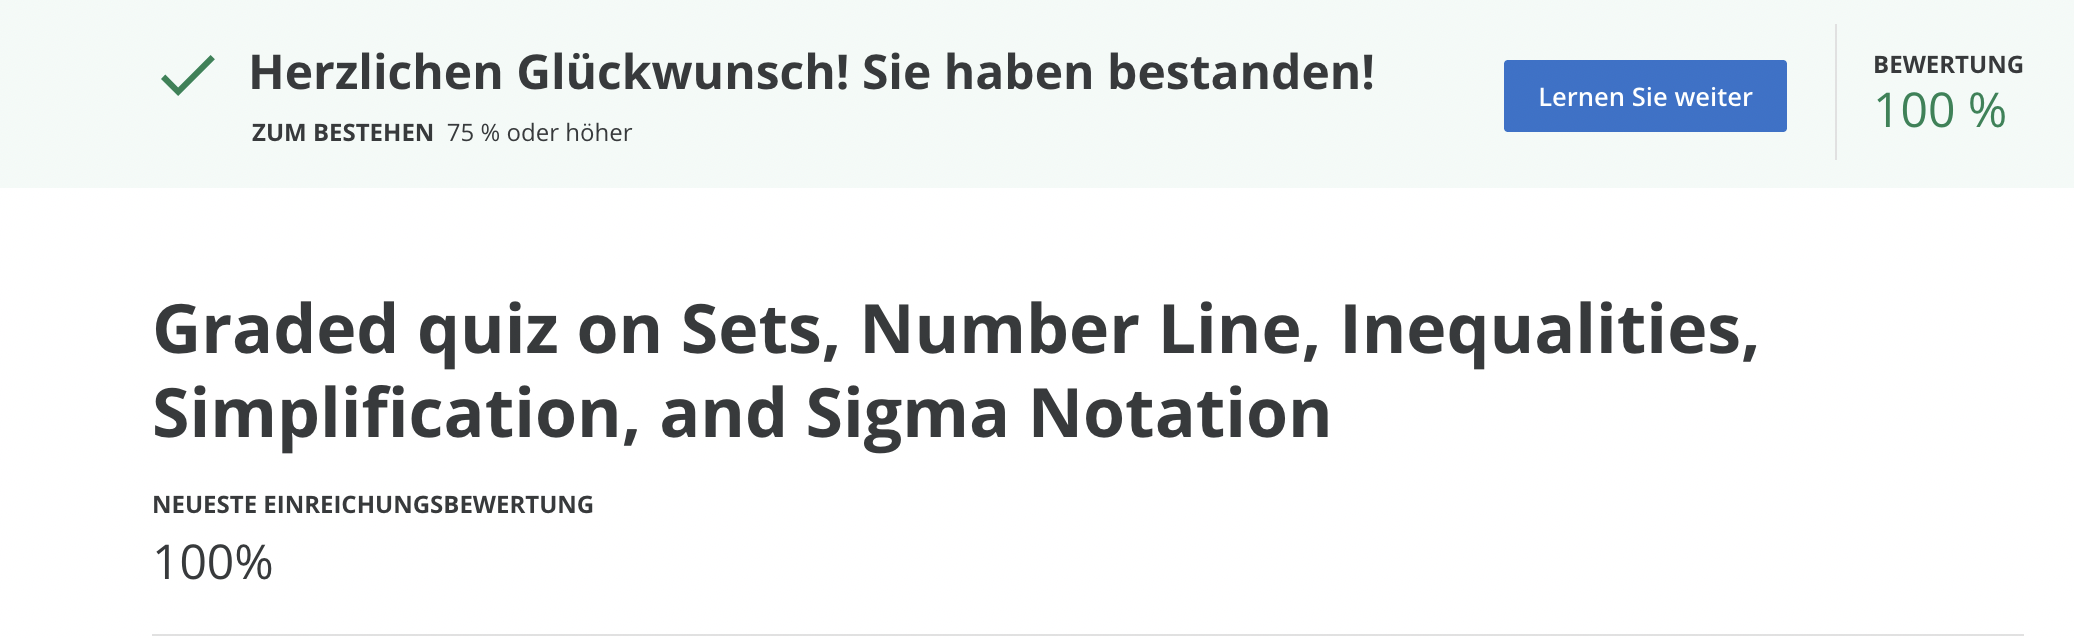 Herzlichen Glückwunsch! Sie haben bestanden!
ZUM BESTEHEN 75 % oder höher
Lernen Sie weiter
BEWERTUNG
100 %
Graded quiz on Sets, Number Line, Inequalities,
Simplification, and Sigma Notation
NEUESTE EINREICHUNGSBEWERTUNG
100%